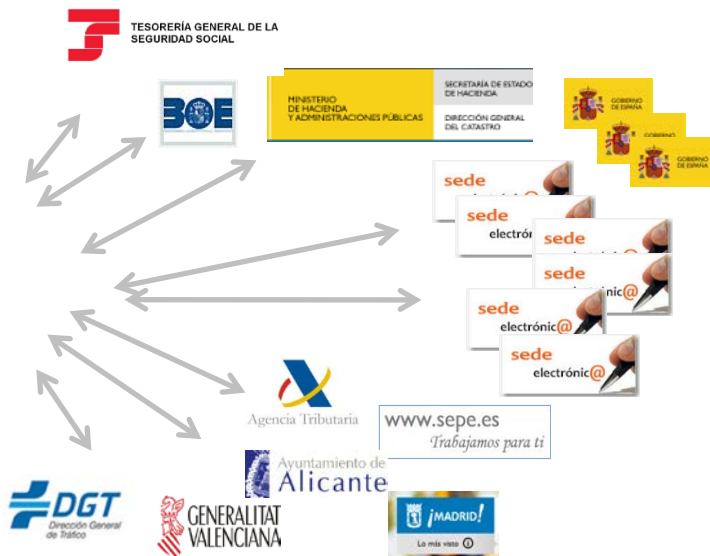 TESORERÍA GENERAL DE LA
SEGURIDAD SOCIAL
BOE
MINISTERIO
DE HACIENDA
Y ADMINISTRACIONES PÚBLICAS
SECRETARÍA DE ESTADO
DE HACIENDA
DIRECCIÓN GENERAL
DEL CATASTRO
GOBIERNO
DE ESPAÑA
GOBIERNO
GOBIERNO
DE ESPAÑA
sede
sede
electrón
sede
sede
nic@
sede
electrónic@
sede
electrónic@
Agencia Tributaria
www.sepe.es
Trabajamos para ti
Ayuntamiento de
Alicante
DGT
Dirección General
de Tráfico
GENERALITAT
VALENCIANA
¡MADRID!
Lo más visto